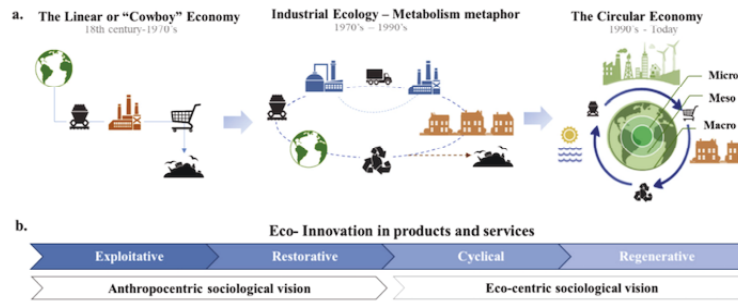 a.
The Linear or “Cowboy” Economy
18th century-1970´s
Industrial Ecology – Metabolism metaphor
1970´s – 1990´s
The Circular Economy
1990´s - Today
Micro
Meso
Macro
b.
Eco- Innovation in products and services
Exploitative
Restorative
Cyclical
Regenerative
Anthropocentric sociological vision
Eco-centric sociological vision